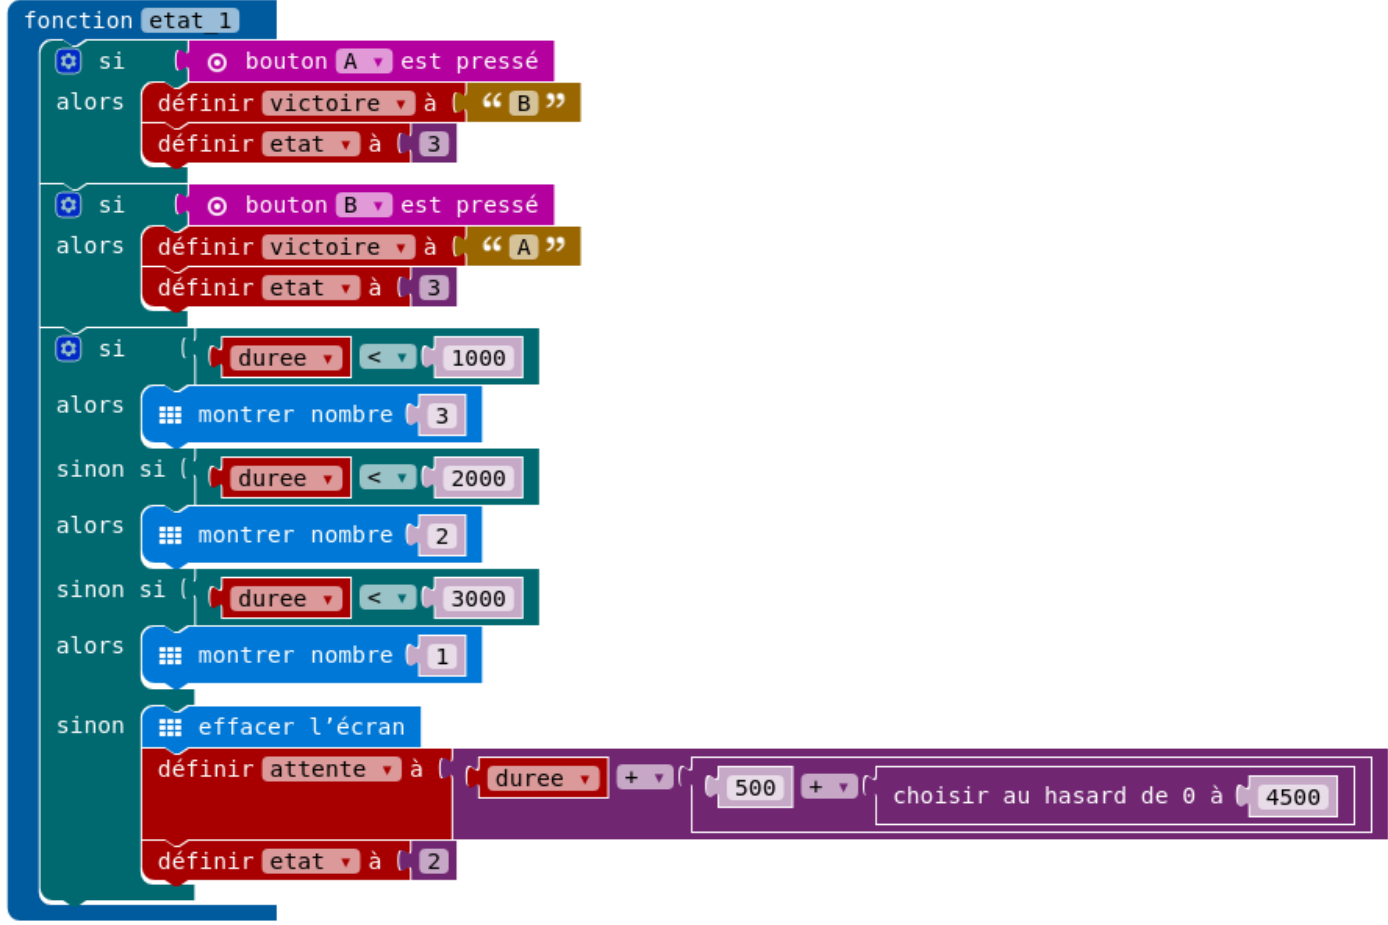 fonction etat_1
si bouton A est pressé
alors définir victoire à “ B ”
définir etat à 3
si bouton B est pressé
alors définir victoire à “ A ”
définir etat à 3
si duree < 1000
alors montrer nombre 3
sinon si duree < 2000
alors montrer nombre 2
sinon si duree < 3000
alors montrer nombre 1
sinon effacer l’écran
définir attente à duree + 500 + choisir au hasard de 0 à 4500
définir etat à 2